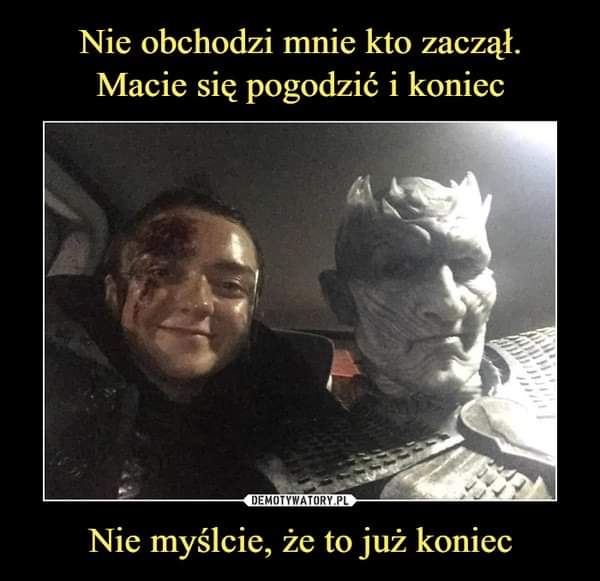 Nie obchodzi mnie kto zaczął.
Macie się pogodzić i koniec
DEMOTYWATORY.PL
Nie myślcie, że to już koniec